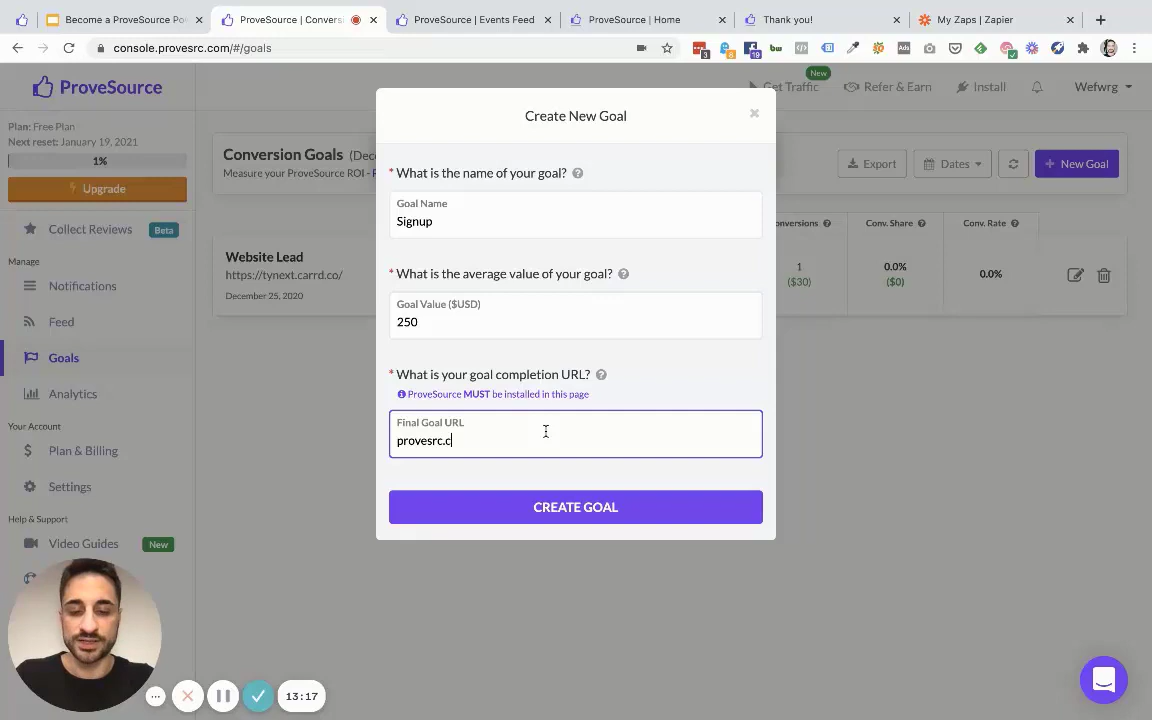 Become a ProveSource Po
ProveSource | Conversi
ProveSource | Events Feed
ProveSource | Home
Thank you!
My Zaps | Zapier
console.provesrc.com/#/goals
3
8
19
bw
Ads
ProveSource
New
Get Traffic
Refer & Earn
Install
Wefwrg
Plan: Free Plan
Next reset: January 19, 2021
1%
Upgrade
Collect Reviews
Beta
Manage
Notifications
Feed
Goals
Analytics
Your Account
Plan & Billing
Settings
Help & Support
Video Guides
New
Conversion Goals (Dec
Measure your ProveSource ROI -
Export
Dates
New Goal
onversions
Conv. Share
Conv. Rate
Website Lead
https://tynext.carrd.co/
December 25, 2020
1
($30)
0.0%
($0)
0.0%
Create New Goal
* What is the name of your goal?
Goal Name
Signup
* What is the average value of your goal?
Goal Value ($USD)
250
* What is your goal completion URL?
ProveSource MUST be installed in this page
Final Goal URL
provesrc.c
CREATE GOAL
13:17